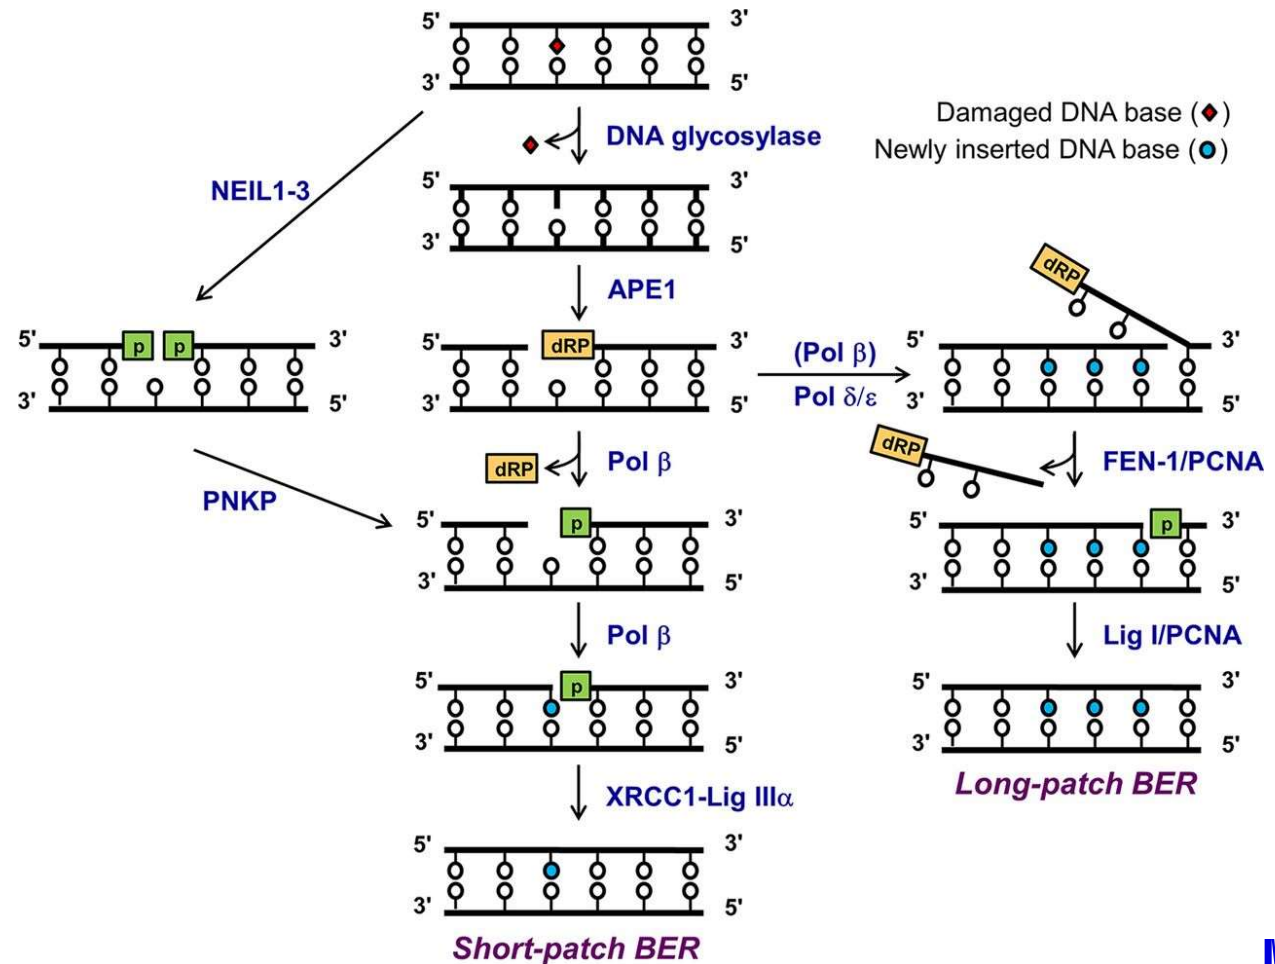 5' 3'
3' 5'
Damaged DNA base (♦)
DNA glycosylase
Newly inserted DNA base (●)
NEIL1-3
5' 3'
3' 5'
APE1
dRP
5' p p 3'
3' 5'
5' dRP 3'
3' 5'
(Pol β)
Pol δ/ε
5' 3'
3' 5'
dRP Pol β
dRP
FEN-1/PCNA
PNKP
5' p 3'
3' 5'
5' p 3'
3' 5'
Pol β
Lig I/PCNA
5' p 3'
3' 5'
5' 3'
3' 5'
Long-patch BER
XRCC1-Lig IIIα
5' 3'
3' 5'
Short-patch BER